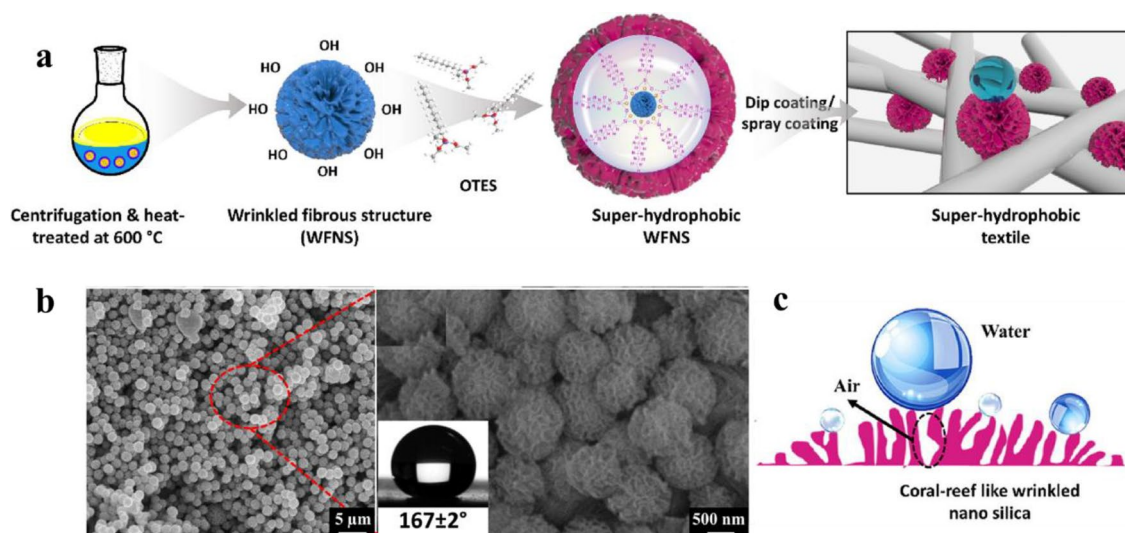 a
OH
HO
OH
HO
OH
HO
OH
OH
OTES
Dip coating/
spray coating
Centrifugation & heat-
treated at 600 °C
Wrinkled fibrous structure
(WFNS)
Super-hydrophobic
WFNS
Super-hydrophobic
textile
b
5 µm
167±2°
500 nm
c
Water
Air
Coral-reef like wrinkled
nano silica